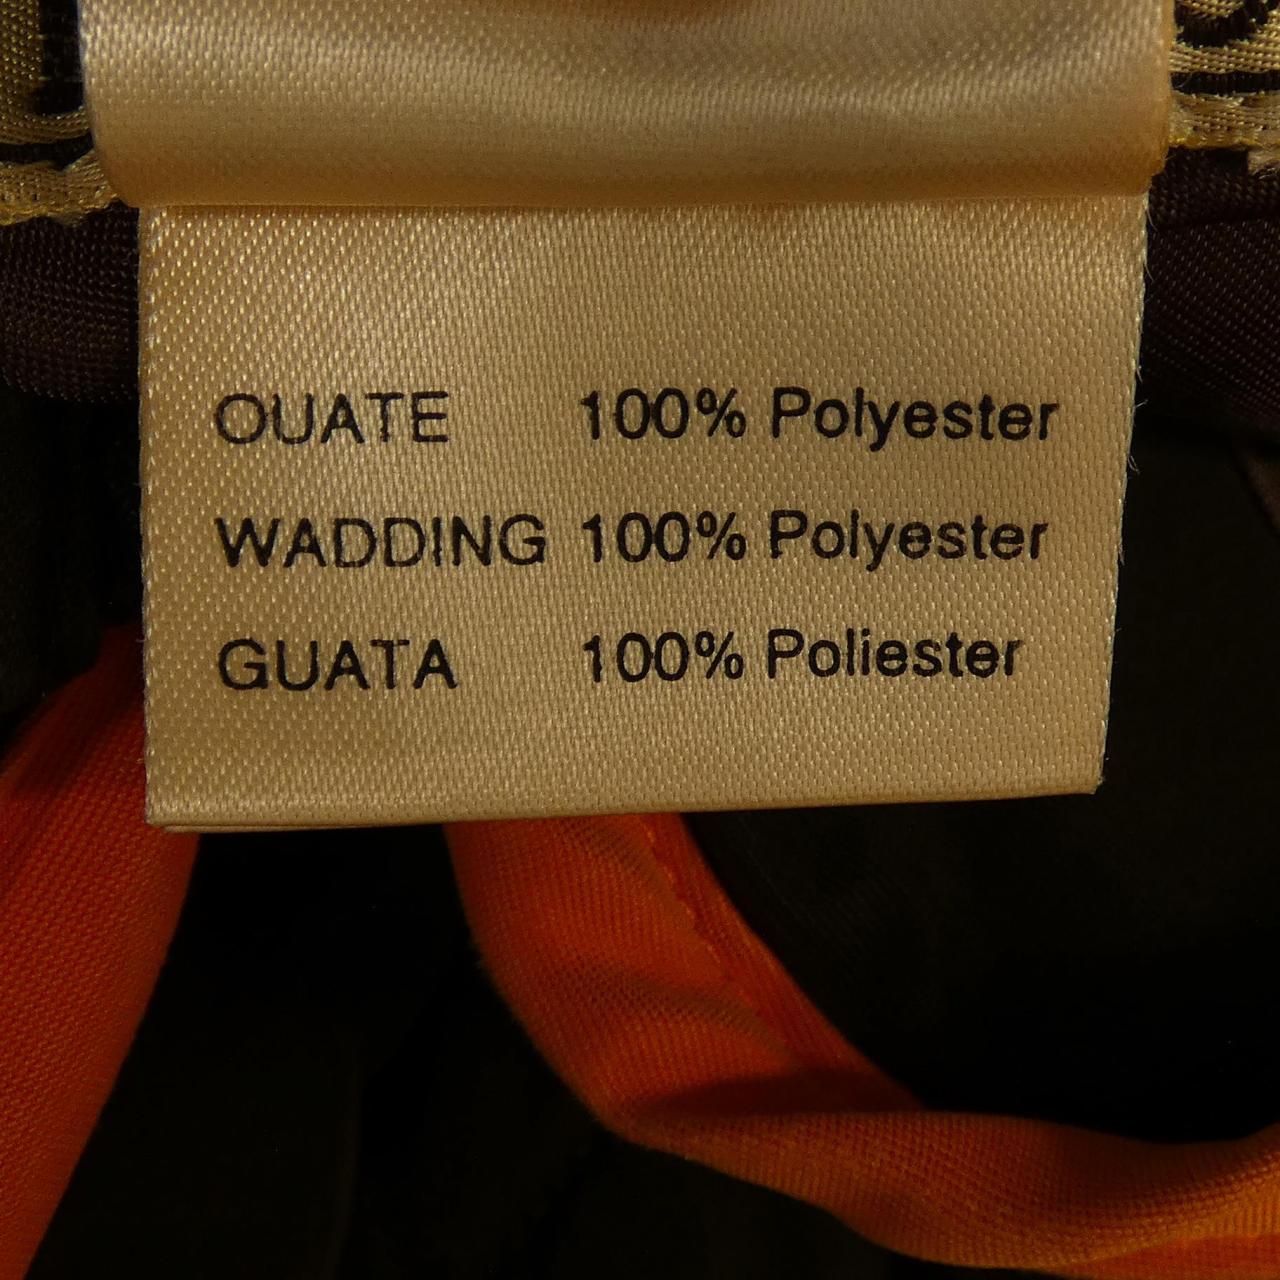 OUATE 100% Polyester
WADDING 100% Polyester
GUATA 100% Poliester